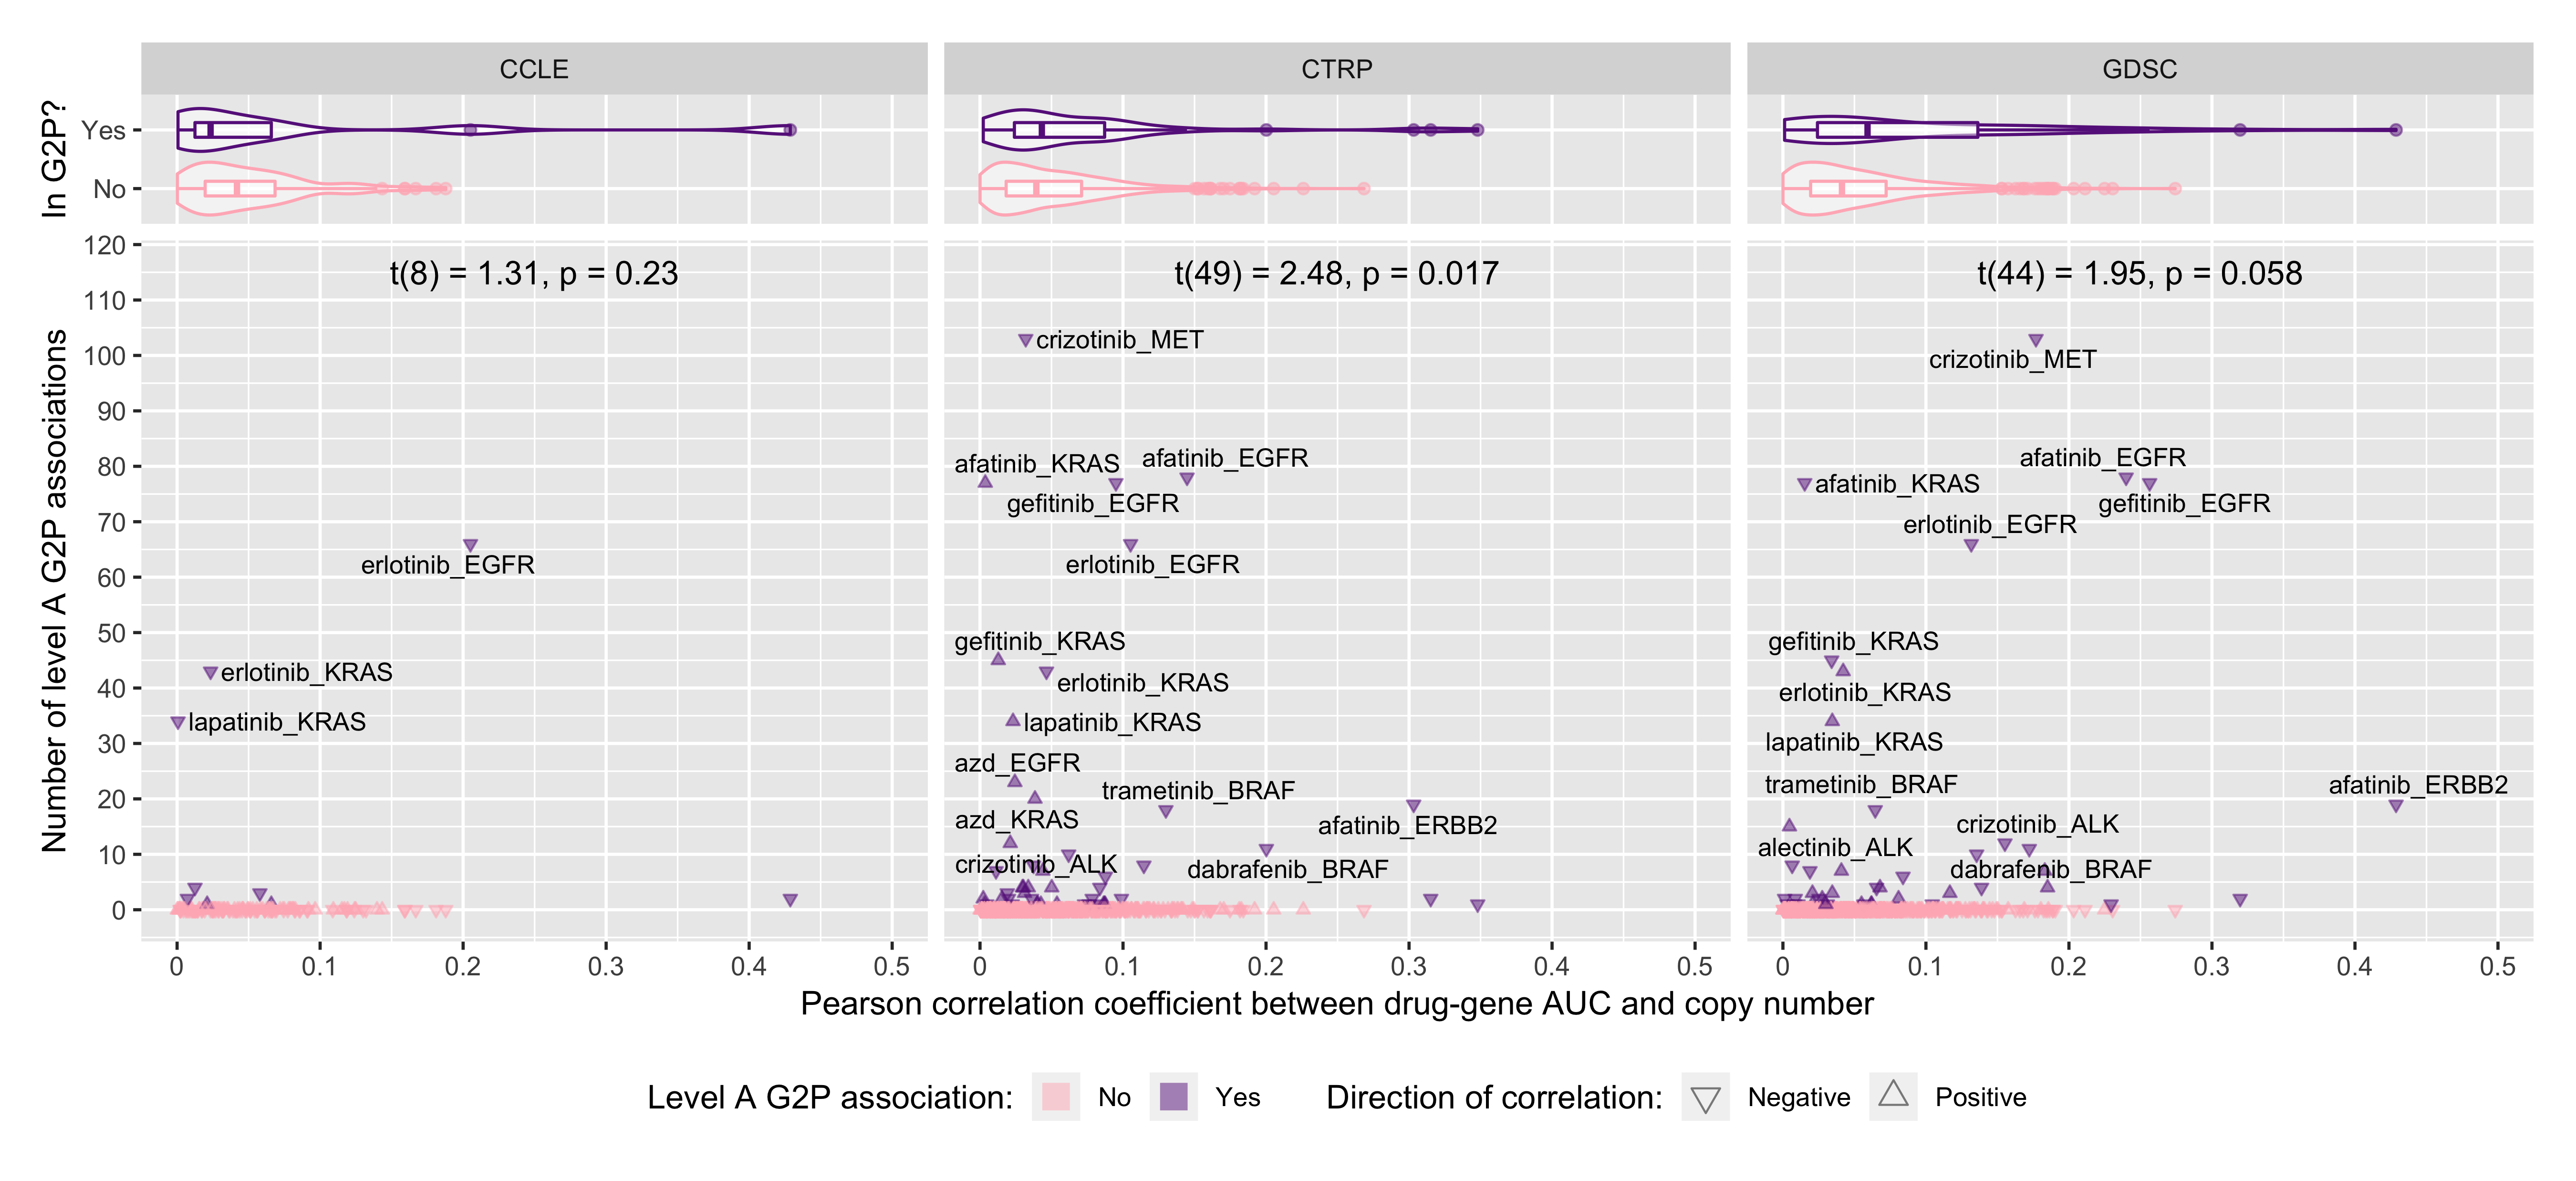 CCLE CTRP GDSC
In G2P?
Yes
No
Number of level A G2P associations
120
110
100
90
80
70
60
50
40
30
20
10
0
t(8) = 1.31, p = 0.23
erlotinib_EGFR
erlotinib_KRAS
lapatinib_KRAS
t(49) = 2.48, p = 0.017
crizotinib_MET
afatinib_KRAS
afatinib_EGFR
gefitinib_EGFR
erlotinib_EGFR
gefitinib_KRAS
erlotinib_KRAS
lapatinib_KRAS
azd_EGFR
trametinib_BRAF
azd_KRAS
afatinib_ERBB2
crizotinib_ALK
dabrafenib_BRAF
t(44) = 1.95, p = 0.058
crizotinib_MET
afatinib_EGFR
afatinib_KRAS
gefitinib_EGFR
erlotinib_EGFR
gefitinib_KRAS
erlotinib_KRAS
lapatinib_KRAS
trametinib_BRAF
afatinib_ERBB2
crizotinib_ALK
alectinib_ALK
dabrafenib_BRAF
0 0.1 0.2 0.3 0.4 0.5
0 0.1 0.2 0.3 0.4 0.5
0 0.1 0.2 0.3 0.4 0.5
Pearson correlation coefficient between drug-gene AUC and copy number
Level A G2P association: No Yes Direction of correlation: Negative Positive